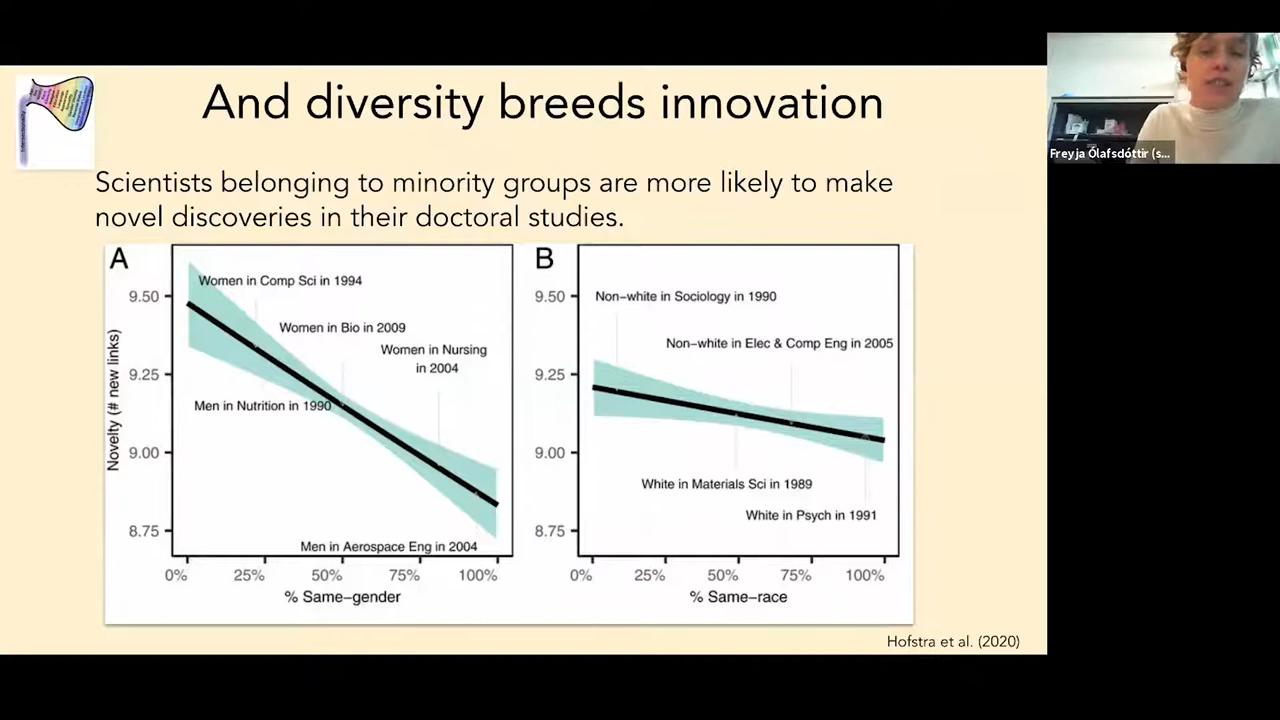 And diversity breeds innovation
Scientists belonging to minority groups are more likely to make
novel discoveries in their doctoral studies.
A
Novelty (# new links)
9.50
9.25
9.00
8.75
Women in Comp Sci in 1994
Women in Bio in 2009
Women in Nursing
in 2004
Men in Nutrition in 1990
Men in Aerospace Eng in 2004
0% 25% 50% 75% 100%
% Same-gender
B
9.50
9.25
9.00
8.75
Non-white in Sociology in 1990
Non-white in Elec & Comp Eng in 2005
White in Materials Sci in 1989
White in Psych in 1991
0% 25% 50% 75% 100%
% Same-race
Hofstra et al. (2020)
Freyja Ólafsdóttir (s...